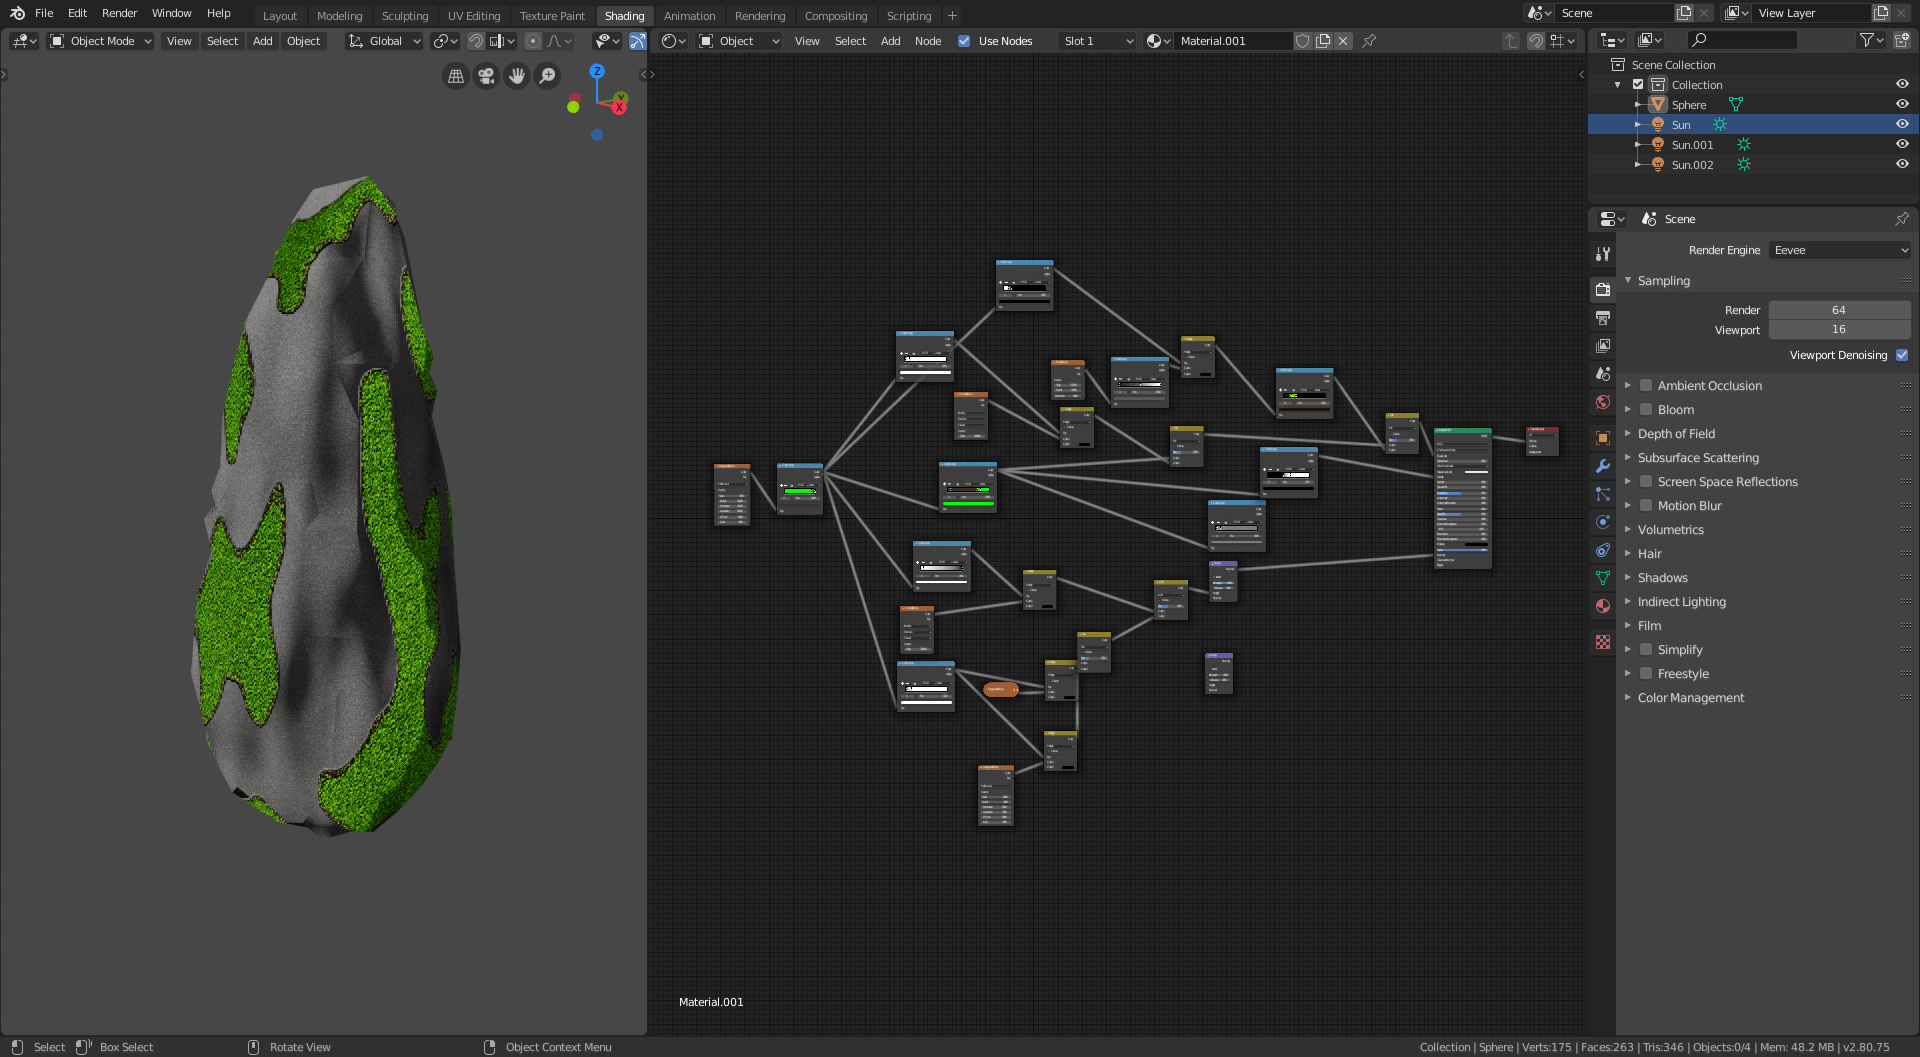 File Edit Render Window Help Layout Modeling Sculpting UV Editing Texture Paint Shading Animation Rendering Compositing Scripting + Scene View Layer
Object Mode View Select Add Object Global Object View Select Add Node Use Nodes Slot 1 Material.001
Z
Y
X
Scene Collection
Collection
Sphere
Sun
Sun.001
Sun.002
Scene
Render Engine Eevee
Sampling
Render 64
Viewport 16
Viewport Denoising
Ambient Occlusion
Bloom
Depth of Field
Subsurface Scattering
Screen Space Reflections
Motion Blur
Volumetrics
Hair
Shadows
Indirect Lighting
Film
Simplify
Freestyle
Color Management
Material.001
Select Box Select Rotate View Object Context Menu Collection | Sphere | Verts:175 | Faces:263 | Tris:346 | Objects:0/4 | Mem: 48.2 MB | v2.80.75